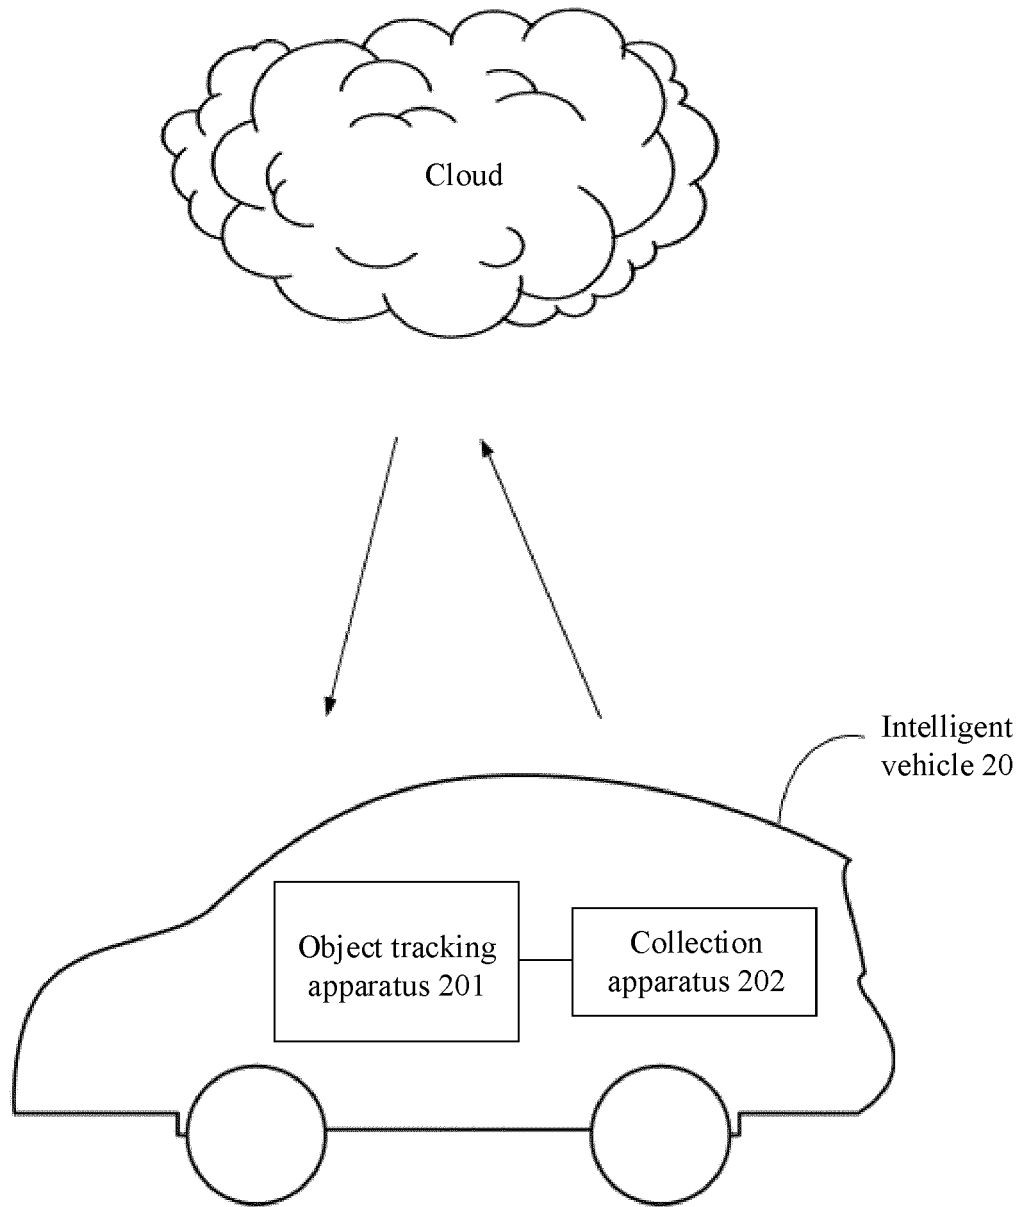 Cloud
Intelligent
vehicle 20
Object tracking
apparatus 201
Collection
apparatus 202